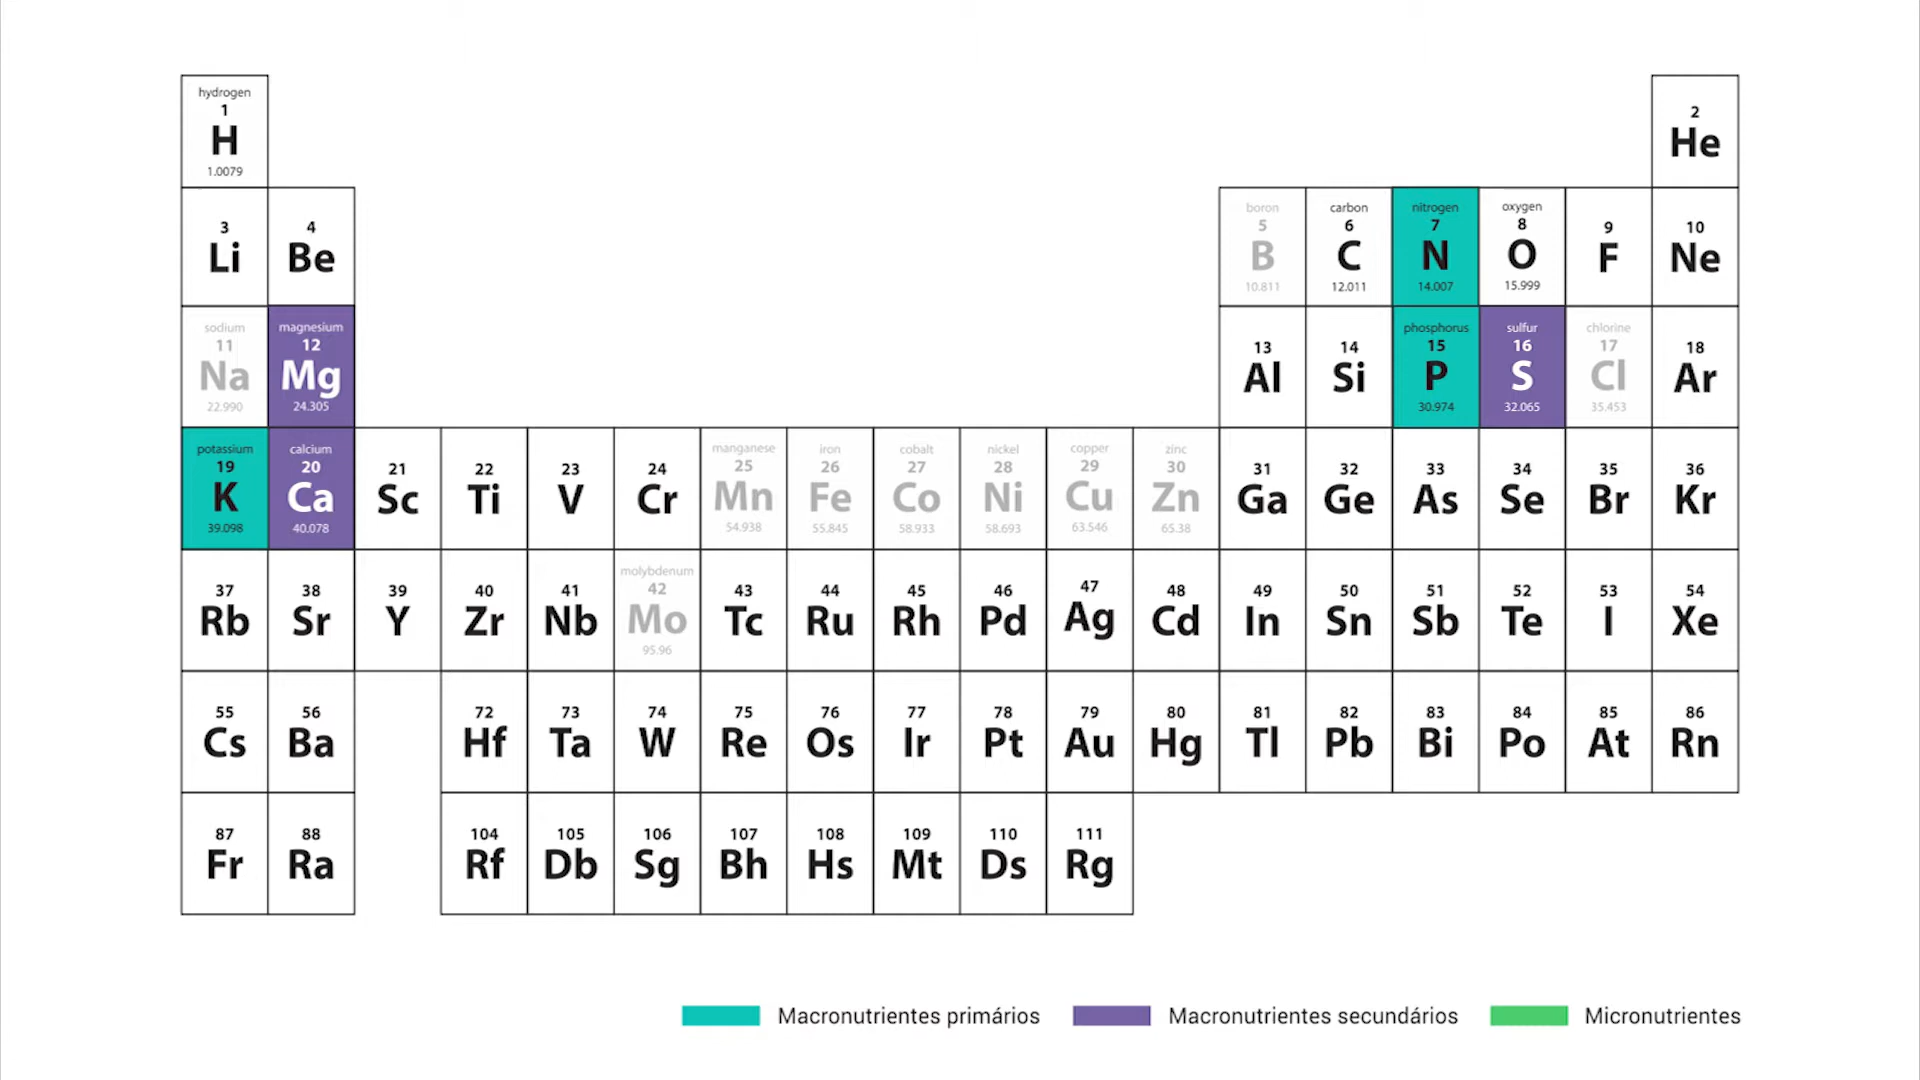 hydrogen
1
H
1.0079
2
He
3
Li
4
Be
boron
5
B
10.811
carbon
6
C
12.011
nitrogen
7
N
14.007
oxygen
8
O
15.999
9
F
10
Ne
sodium
11
Na
22.990
magnesium
12
Mg
24.305
13
Al
14
Si
phosphorus
15
P
30.974
sulfur
16
S
32.065
chlorine
17
Cl
35.453
18
Ar
potassium
19
K
39.098
calcium
20
Ca
40.078
21
Sc
22
Ti
23
V
24
Cr
manganese
25
Mn
54.938
iron
26
Fe
55.845
cobalt
27
Co
58.933
nickel
28
Ni
58.693
copper
29
Cu
63.546
zinc
30
Zn
65.38
31
Ga
32
Ge
33
As
34
Se
35
Br
36
Kr
37
Rb
38
Sr
39
Y
40
Zr
41
Nb
molybdenum
42
Mo
95.96
43
Tc
44
Ru
45
Rh
46
Pd
47
Ag
48
Cd
49
In
50
Sn
51
Sb
52
Te
53
I
54
Xe
55
Cs
56
Ba
72
Hf
73
Ta
74
W
75
Re
76
Os
77
Ir
78
Pt
79
Au
80
Hg
81
Tl
82
Pb
83
Bi
84
Po
85
At
86
Rn
87
Fr
88
Ra
104
Rf
105
Db
106
Sg
107
Bh
108
Hs
109
Mt
110
Ds
111
Rg
Macronutrientes primários
Macronutrientes secundários
Micronutrientes